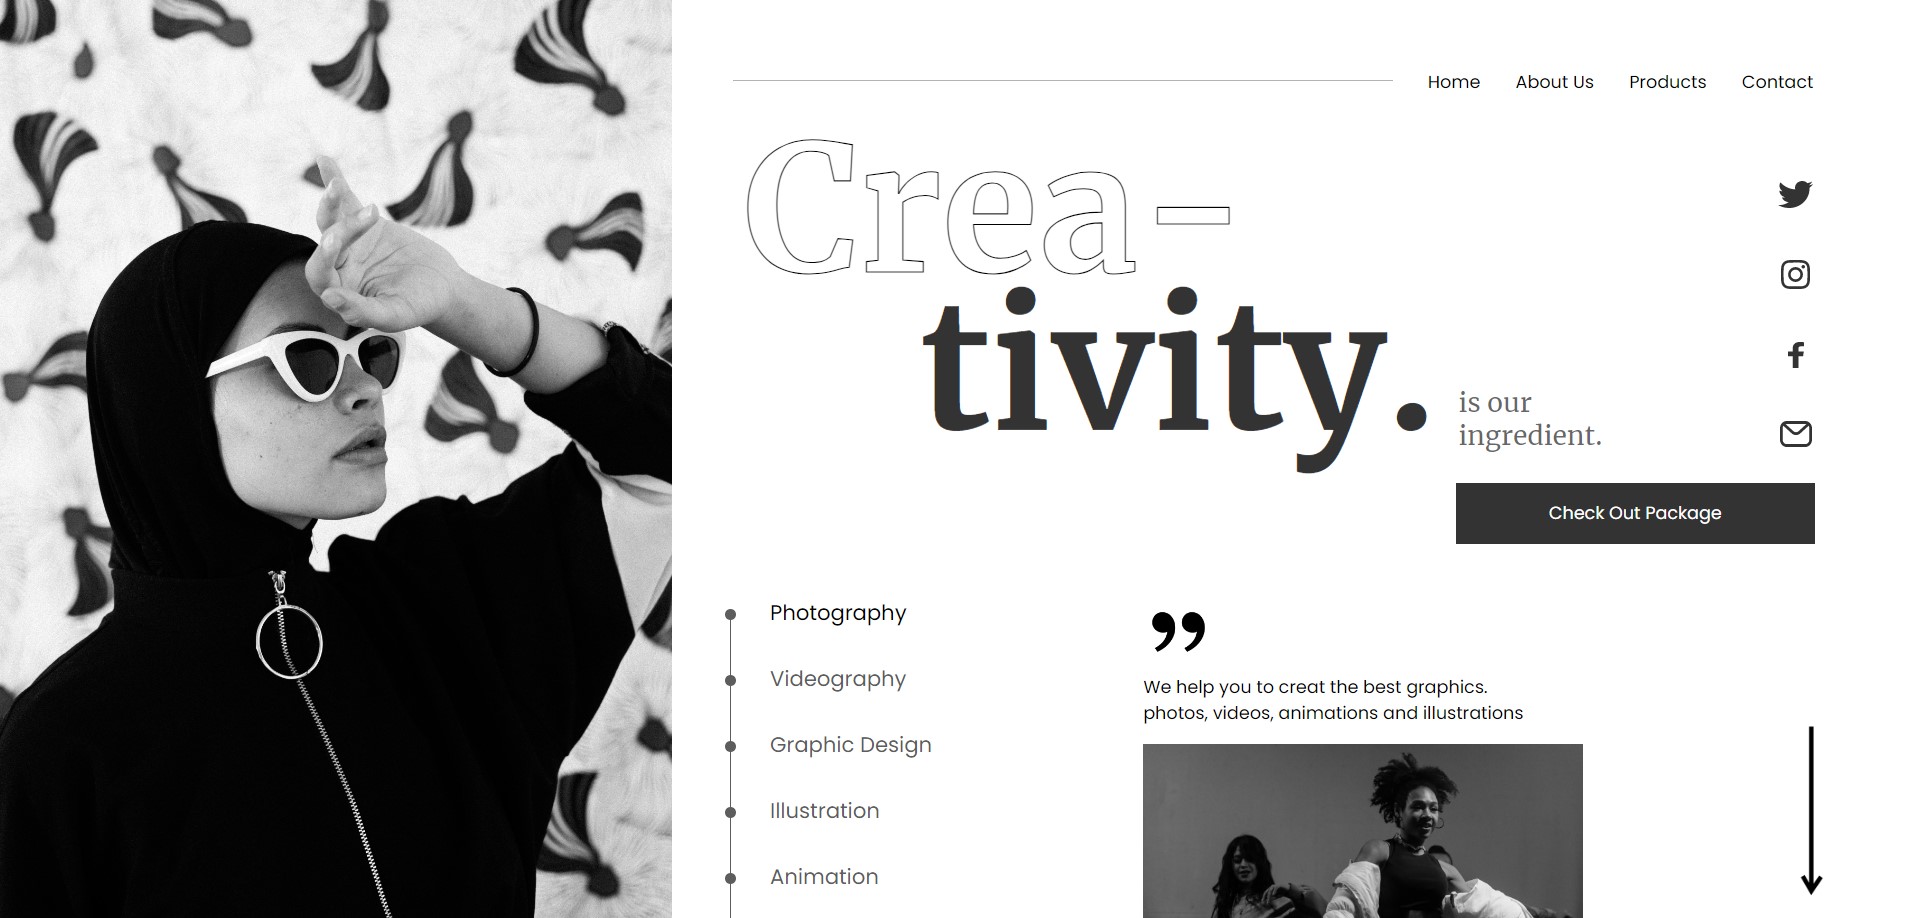 Home About Us Products Contact
Crea-
tivity.
is our
ingredient.
Check Out Package
Photography
Videography
Graphic Design
Illustration
Animation
We help you to creat the best graphics.
photos, videos, animations and illustrations